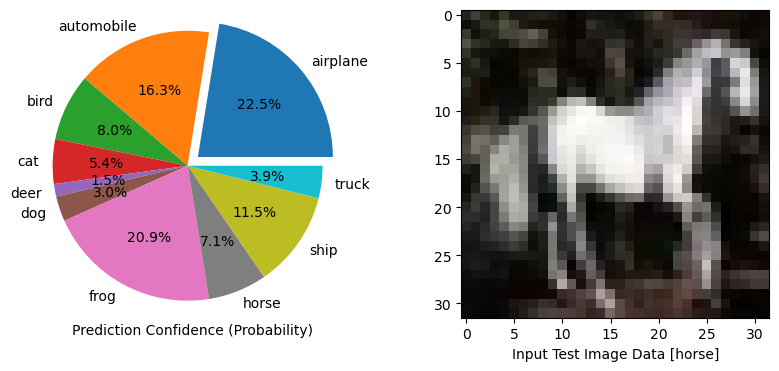 automobile
airplane
bird
cat
deer
dog
frog
horse
ship
truck
16.3%
22.5%
8.0%
5.4%
1.5%
3.0%
20.9%
7.1%
11.5%
3.9%
Prediction Confidence (Probability)
0
5
10
15
20
25
30
0 5 10 15 20 25 30
Input Test Image Data [horse]